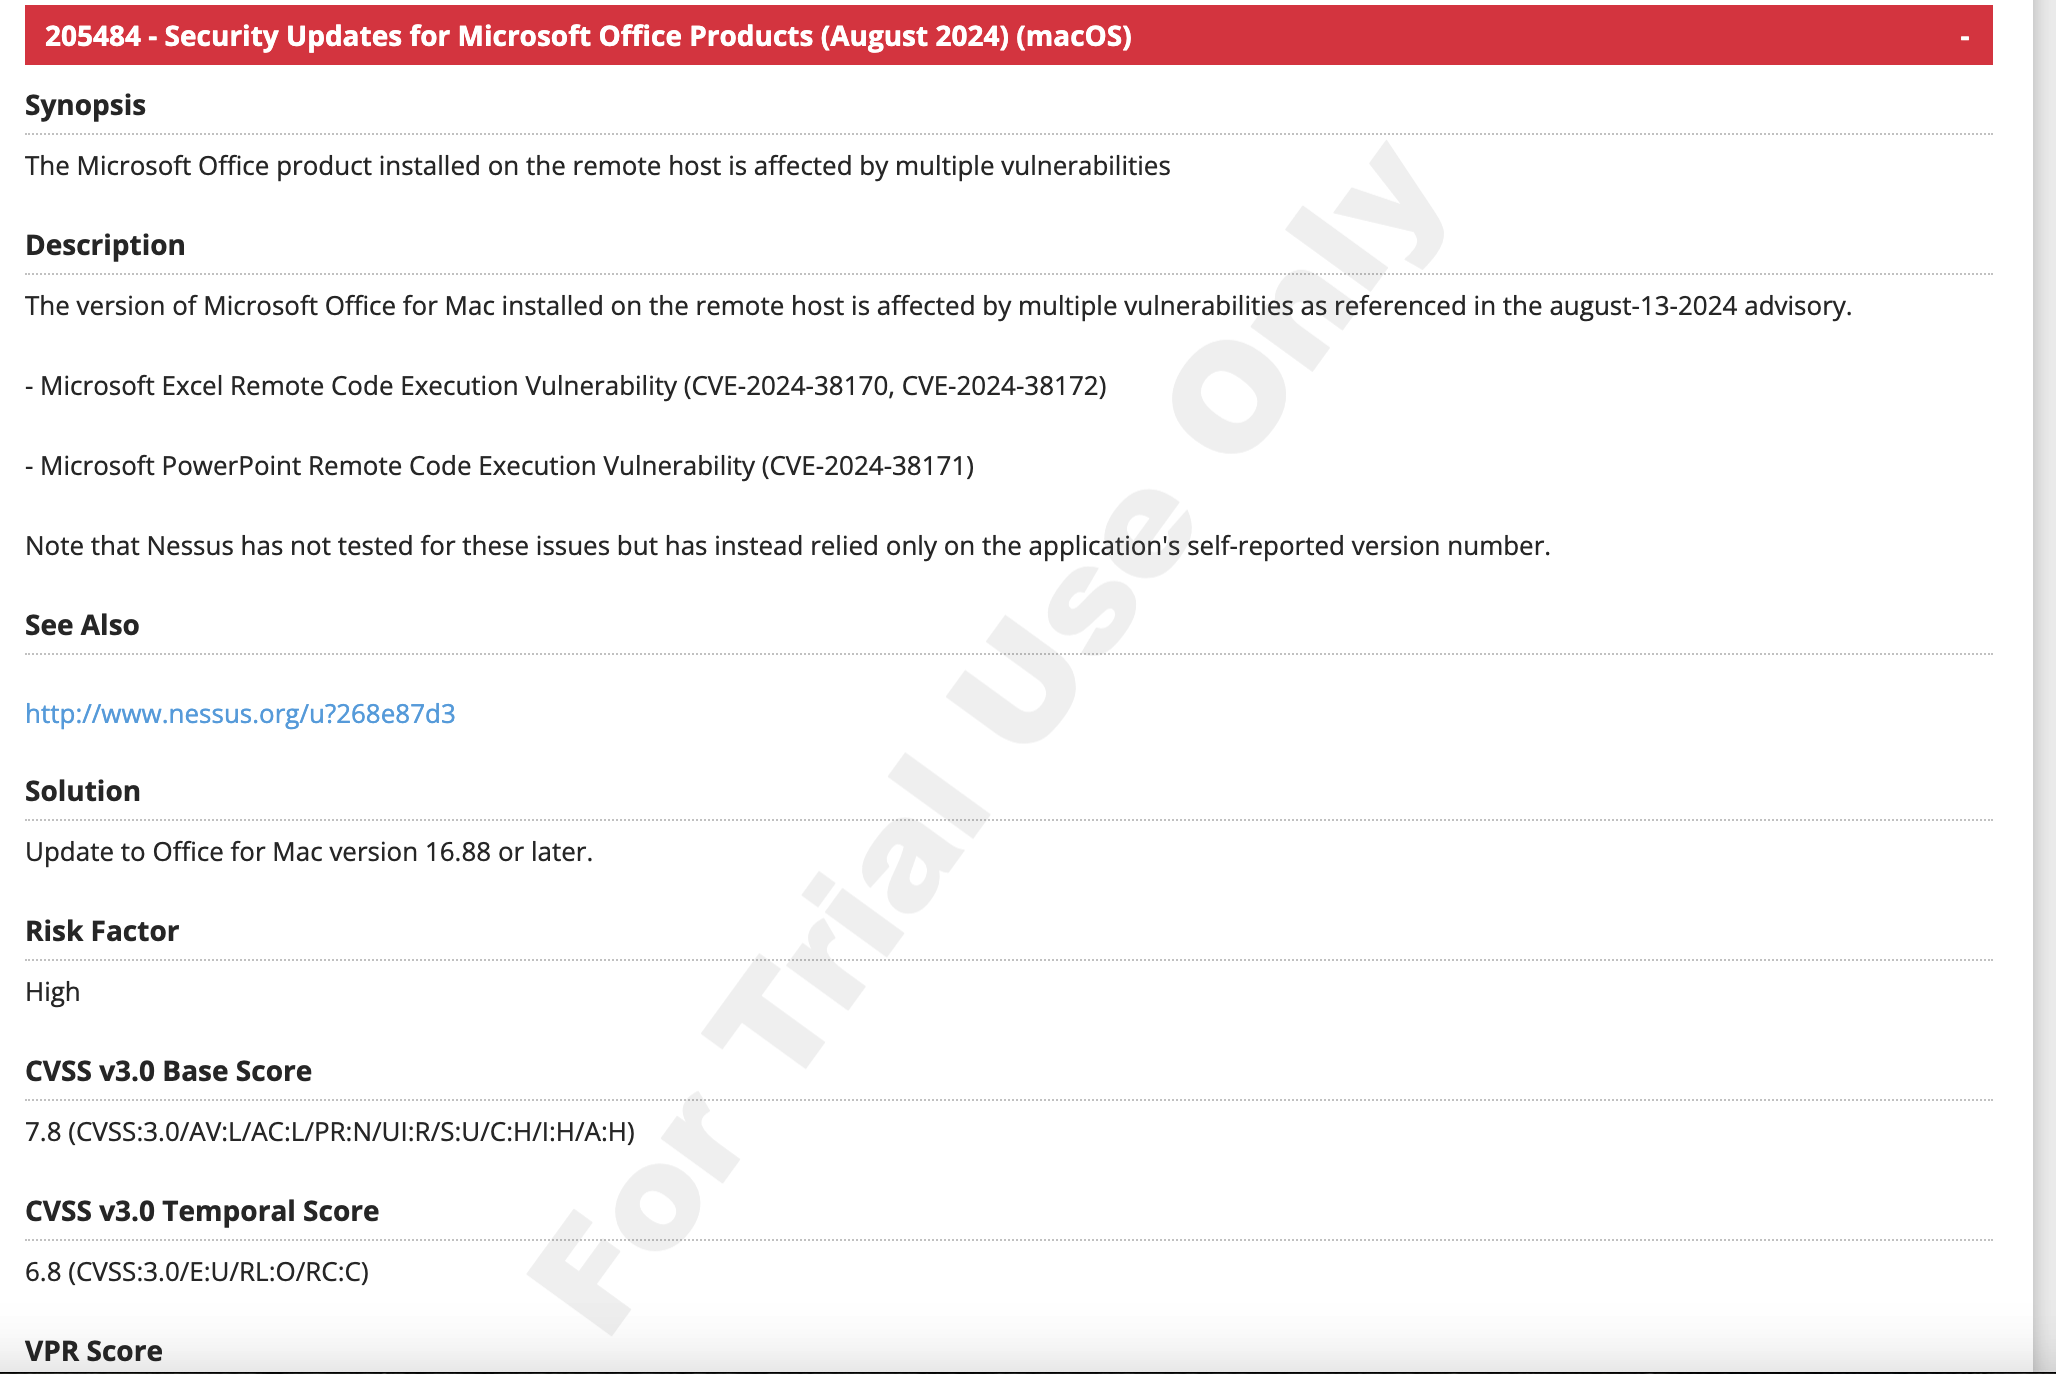 205484 - Security Updates for Microsoft Office Products (August 2024) (macOS) -
Synopsis
The Microsoft Office product installed on the remote host is affected by multiple vulnerabilities
Description
The version of Microsoft Office for Mac installed on the remote host is affected by multiple vulnerabilities as referenced in the august-13-2024 advisory.
- Microsoft Excel Remote Code Execution Vulnerability (CVE-2024-38170, CVE-2024-38172)
- Microsoft PowerPoint Remote Code Execution Vulnerability (CVE-2024-38171)
Note that Nessus has not tested for these issues but has instead relied only on the application's self-reported version number.
See Also
http://www.nessus.org/u?268e87d3
Solution
Update to Office for Mac version 16.88 or later.
Risk Factor
High
CVSS v3.0 Base Score
7.8 (CVSS:3.0/AV:L/AC:L/PR:N/UI:R/S:U/C:H/I:H/A:H)
CVSS v3.0 Temporal Score
6.8 (CVSS:3.0/E:U/RL:O/RC:C)
VPR Score
For Trial Use Only